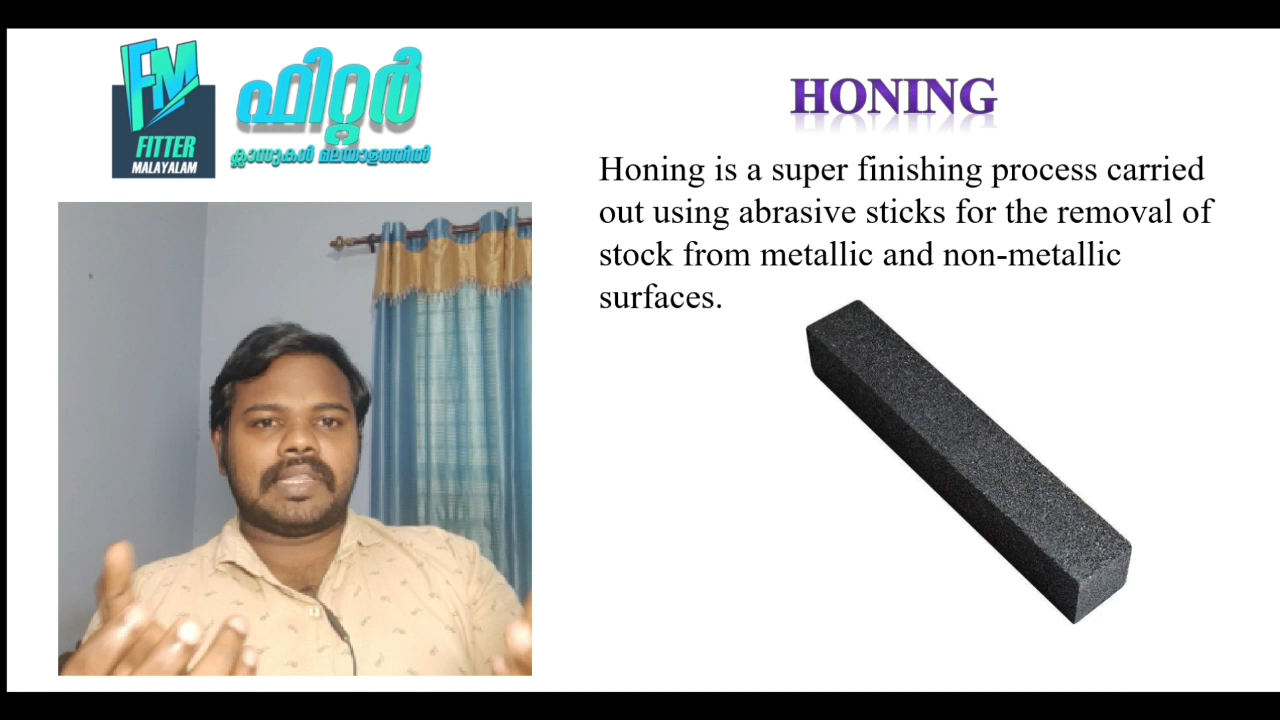 FM
FITTER
MALAYALAM
ഫിറ്റർ
ക്ലാസുകൾ മലയാളത്തിൽ
HONING
Honing is a super finishing process carried
out using abrasive sticks for the removal of
stock from metallic and non-metallic
surfaces.